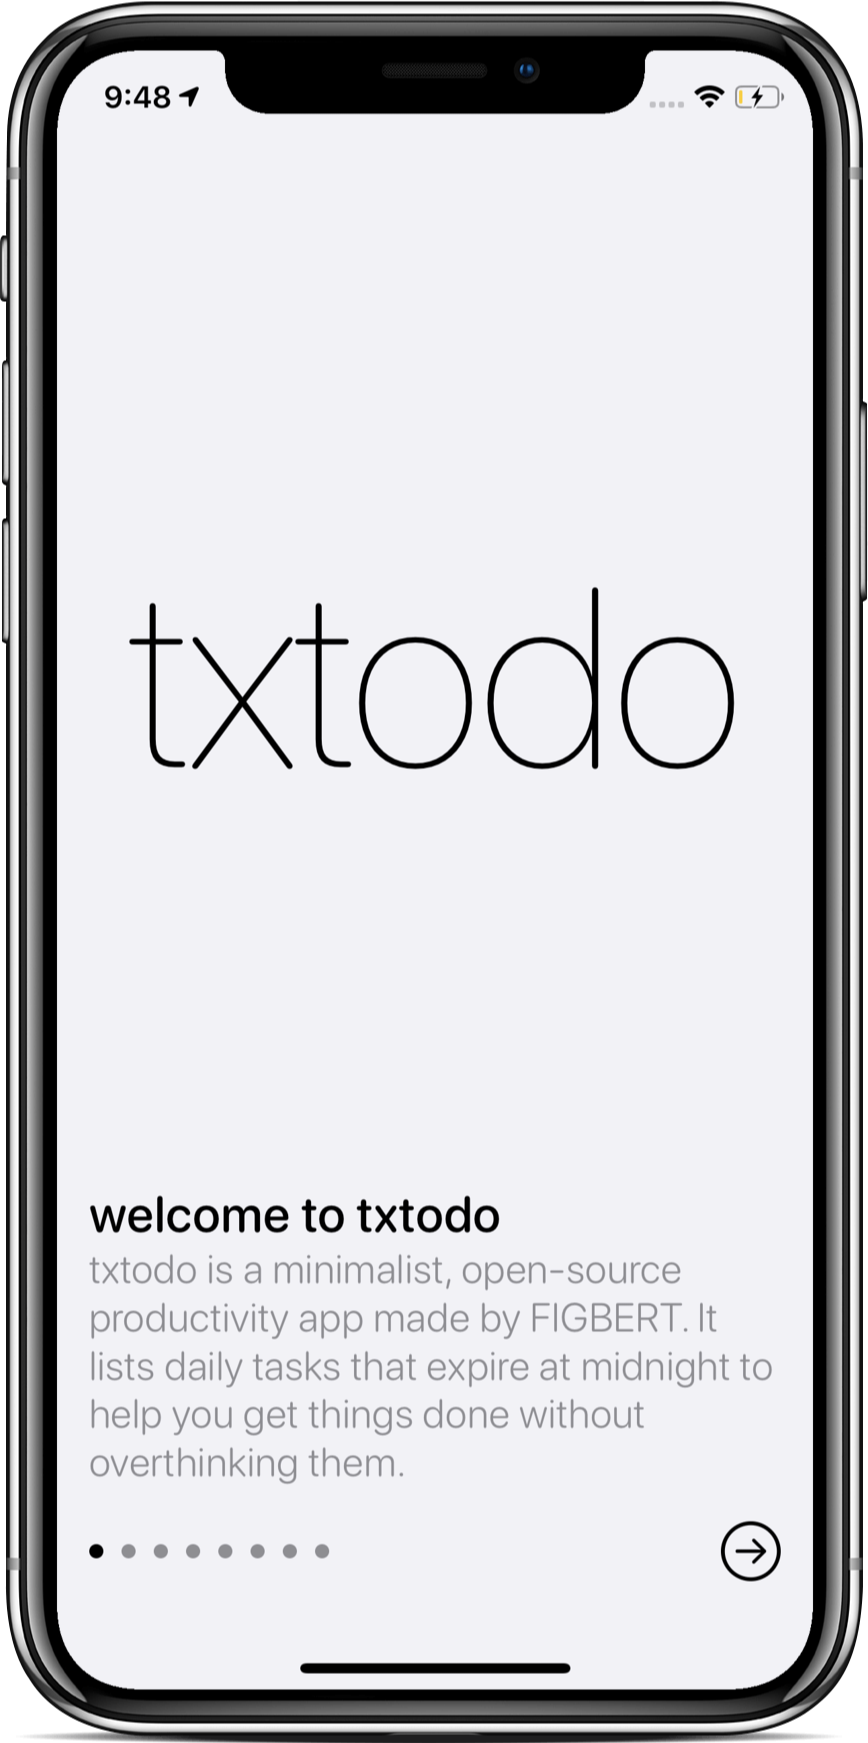 9:48
txtodo
welcome to txtodo
txtodo is a minimalist, open-source
productivity app made by FIGBERT. It
lists daily tasks that expire at midnight to
help you get things done without
overthinking them.